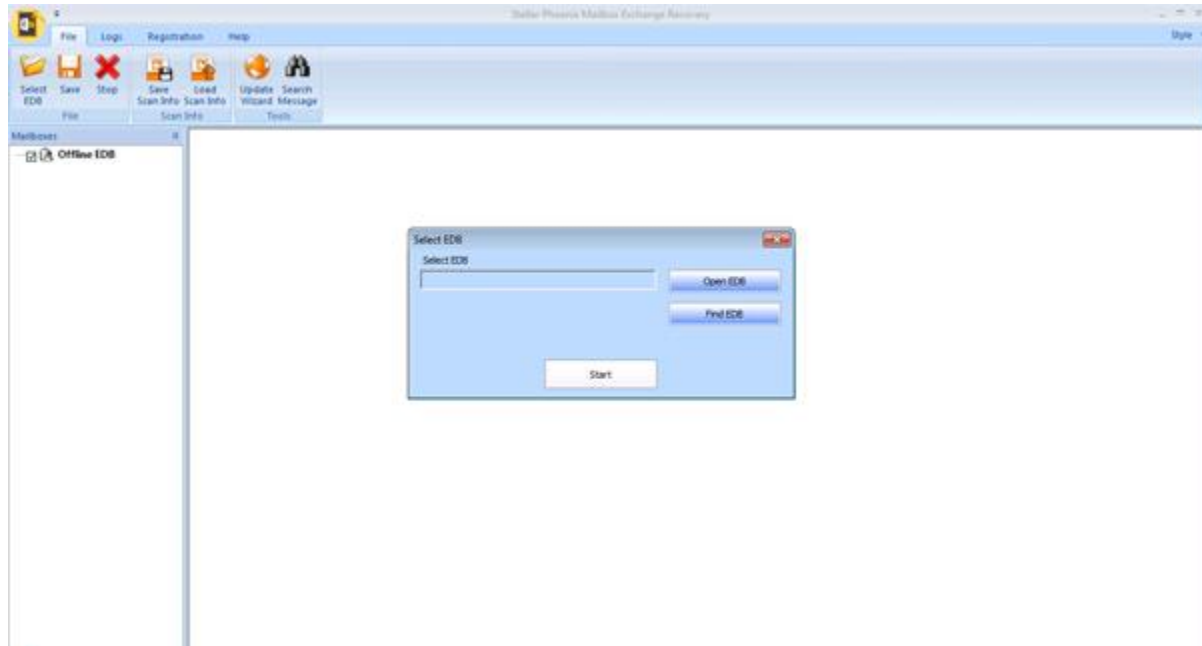 Stellar Phoenix Mailbox Exchange Recovery
File Logs Registration Help Style
Select EDB
Save
Stop
Save Scan Info
Load Scan Info
Update Wizard
Search Message
File Scan Info Tools
Mailboxes
Offline EDB
Select EDB
Select EDB
Open EDB
Find EDB
Start